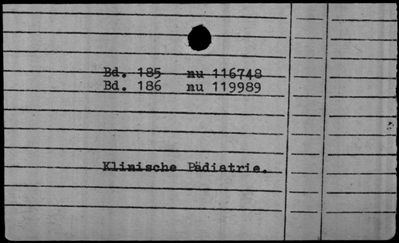 Bd. 185 nu 116748
Bd. 186 nu 119989
Klinische Pädiatrie.